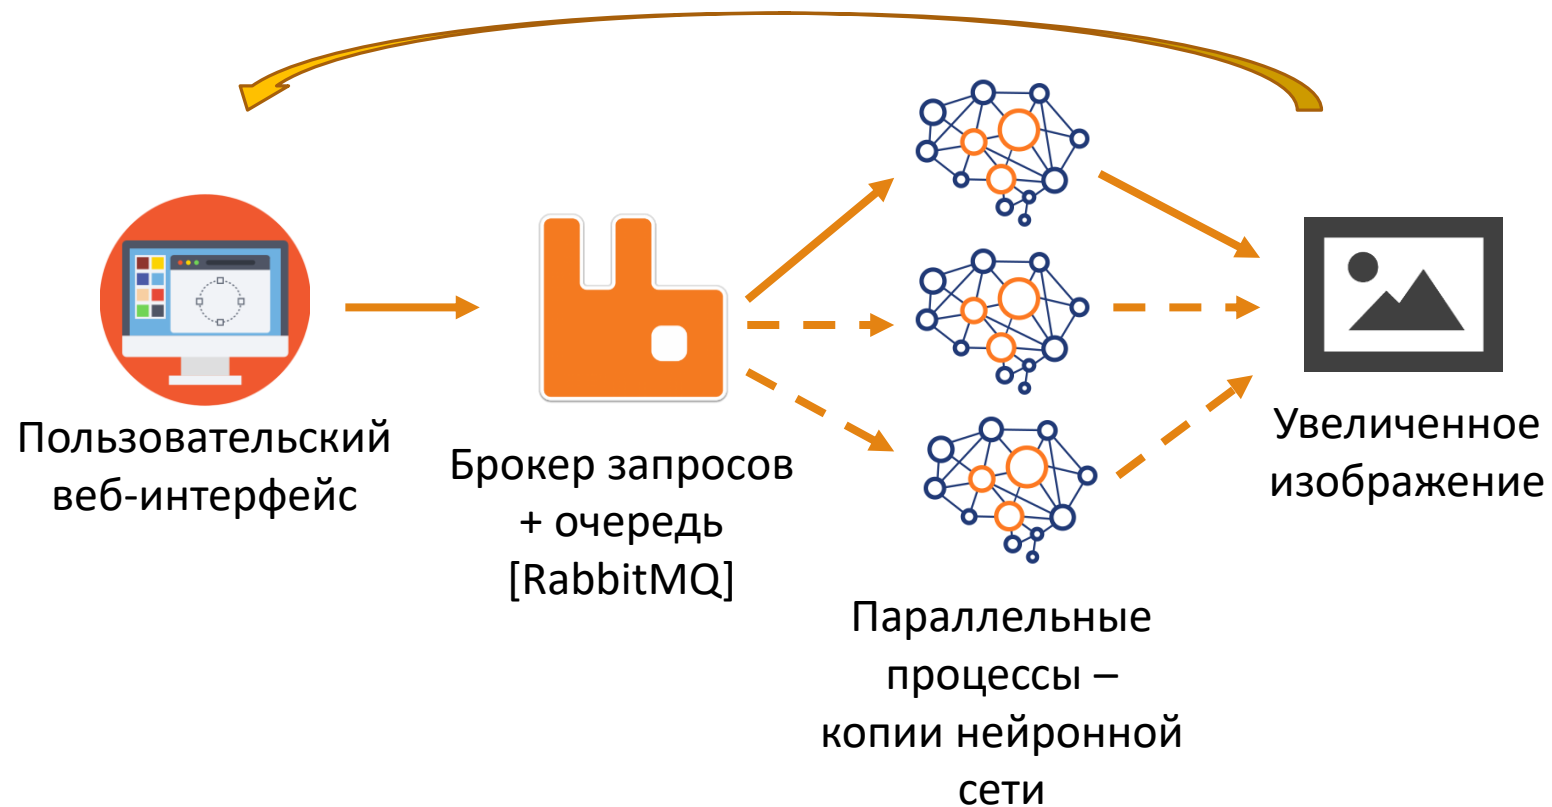 Пользовательский
веб-интерфейс
Брокер запросов
+ очередь
[RabbitMQ]
Параллельные
процессы –
копии нейронной
сети
Увеличенное
изображение